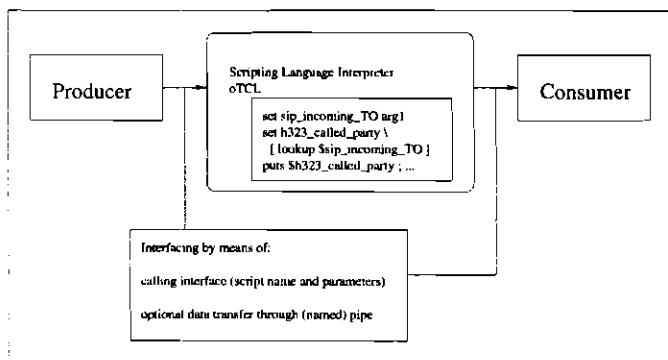 Producer
Scripting Language Interpreter
oTCL
set sip_incoming_TO arg1
set h323_called_party \
[ lookup $sip_incoming_TO ]
puts $h323_called_party ; ...
Consumer
Interfacing by means of:
calling interface (script name and parameters)
optional data transfer through (named) pipe